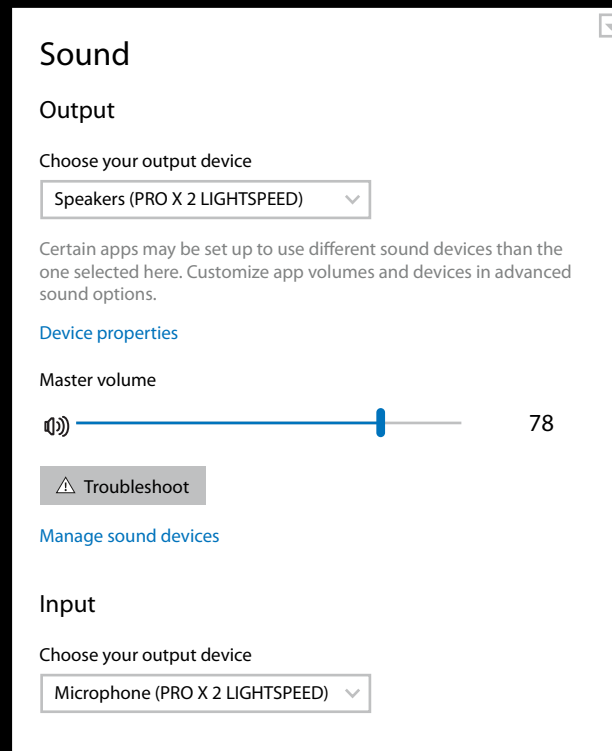 Sound
Output
Choose your output device
Speakers (PRO X 2 LIGHTSPEED)
Certain apps may be set up to use different sound devices than the
one selected here. Customize app volumes and devices in advanced
sound options.
Device properties
Master volume
78
Troubleshoot
Manage sound devices
Input
Choose your output device
Microphone (PRO X 2 LIGHTSPEED)